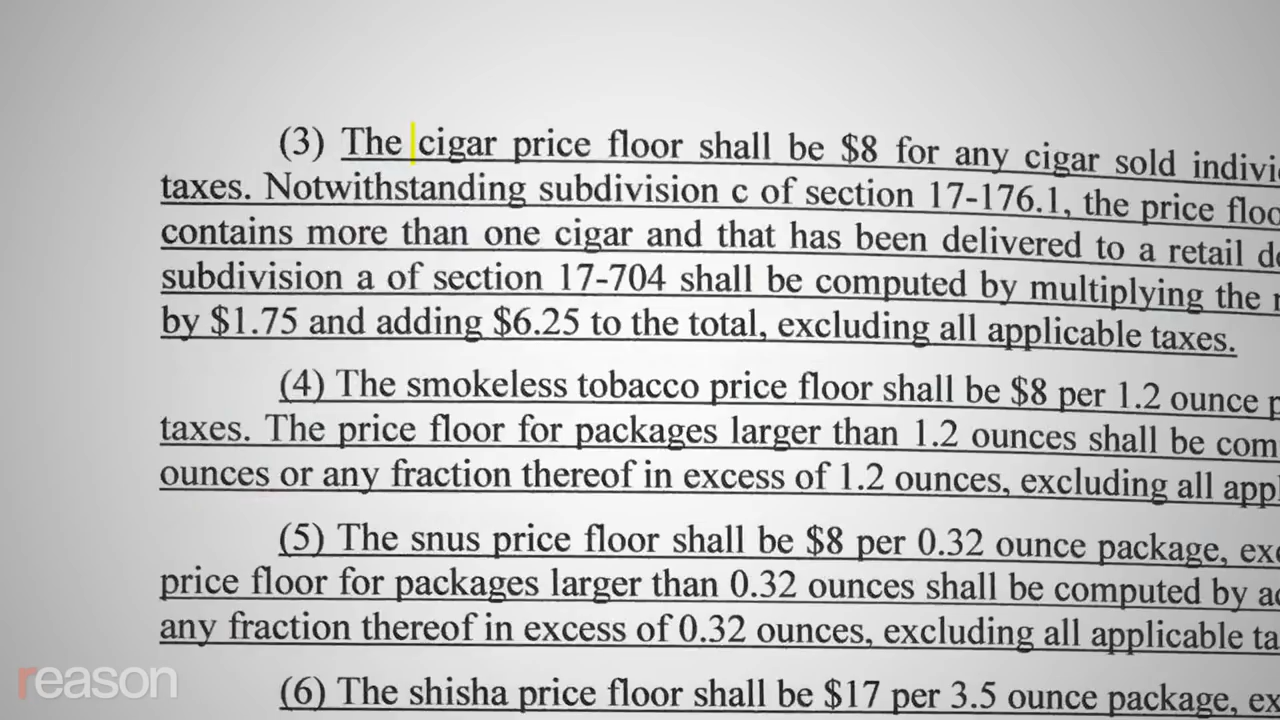 (3) The cigar price floor shall be $8 for any cigar sold
taxes. Notwithstanding subdivision c of section 17-176.1, the price
contains more than one cigar and that has been delivered to a retail
subdivision a of section 17-704 shall be computed by multiplying the
by $1.75 and adding $6.25 to the total, excluding all applicable taxes.
(4) The smokeless tobacco price floor shall be $8 per 1.2 ounce
taxes. The price floor for packages larger than 1.2 ounces shall be
ounces or any fraction thereof in excess of 1.2 ounces, excluding all
(5) The snus price floor shall be $8 per 0.32 ounce package,
price floor for packages larger than 0.32 ounces shall be computed by
any fraction thereof in excess of 0.32 ounces, excluding all applicable
(6) The shisha price floor shall be $17 per 3.5 ounce package,
reason